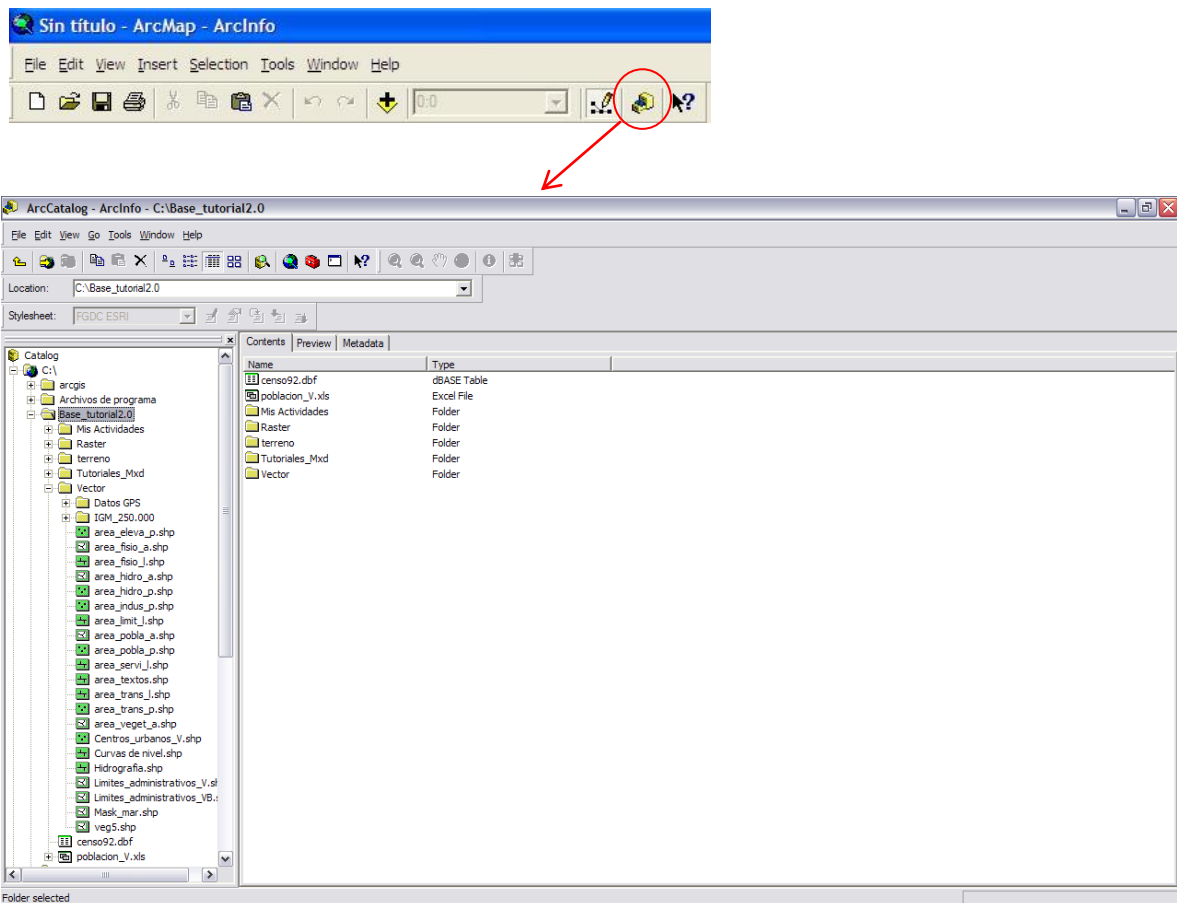 Sin título - ArcMap - ArcInfo
File Edit View Insert Selection Tools Window Help
0:0
ArcCatalog - ArcInfo - C:\Base_tutorial2.0
File Edit View Go Tools Window Help
Location: C:\Base_tutorial2.0
Stylesheet: FGDC ESRI
Contents Preview Metadata
Catalog
C:\
arcgis
Archivos de programa
Base_tutorial2.0
Mis Actividades
Raster
terreno
Tutoriales_Mxd
Vector
Datos GPS
IGM_250.000
area_eleva_p.shp
area_fisio_a.shp
area_fisio_l.shp
area_hidro_a.shp
area_hidro_p.shp
area_indus_p.shp
area_limit_l.shp
area_pobla_a.shp
area_pobla_p.shp
area_servi_l.shp
area_textos.shp
area_trans_l.shp
area_trans_p.shp
area_veget_a.shp
Centros_urbanos_V.shp
Curvas de nivel.shp
Hidrografia.shp
Limites_administrativos_V.sh
Limites_administrativos_VB.s
Mask_mar.shp
veg5.shp
censo92.dbf
poblacion_V.xls
Name Type
censo92.dbf dBASE Table
poblacion_V.xls Excel File
Mis Actividades Folder
Raster Folder
terreno Folder
Tutoriales_Mxd Folder
Vector Folder
Folder selected